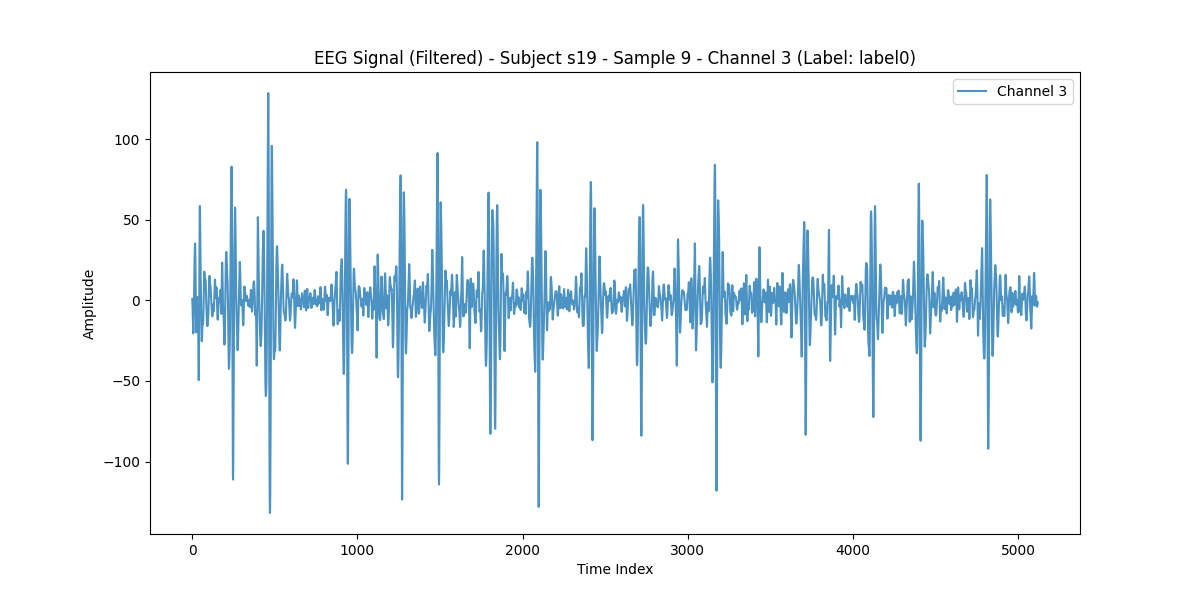 EEG Signal (Filtered) - Subject s19 - Sample 9 - Channel 3 (Label: label0)
Channel 3
100
50
0
−50
−100
Amplitude
0 1000 2000 3000 4000 5000
Time Index